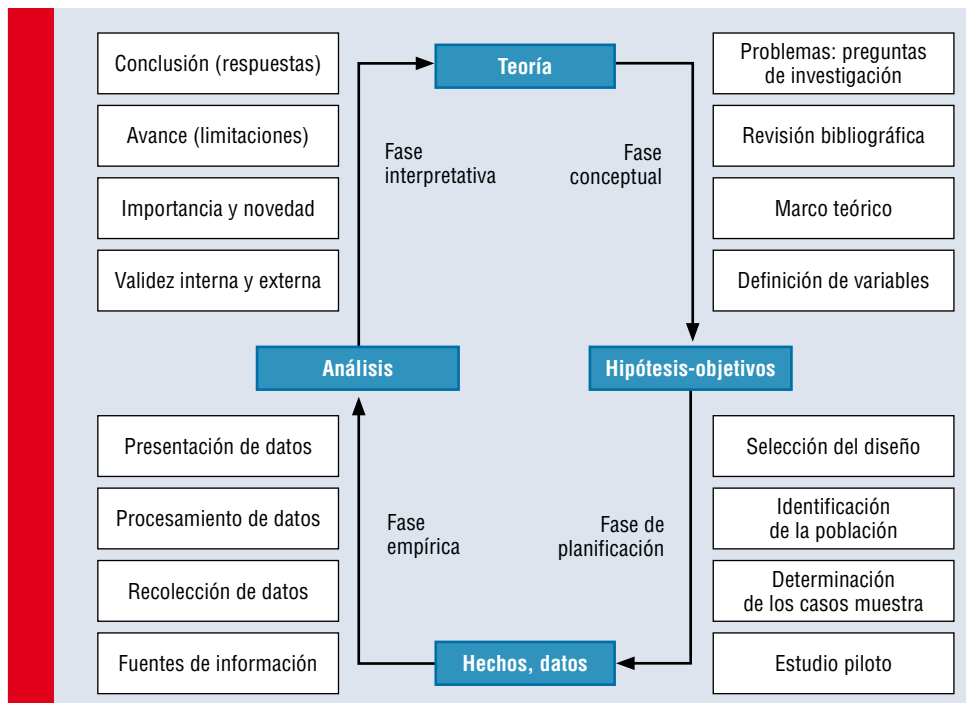 Conclusión (respuestas)
Avance (limitaciones)
Importancia y novedad
Validez interna y externa
Teoría
Fase
interpretativa
Fase
conceptual
Problemas: preguntas
de investigación
Revisión bibliográfica
Marco teórico
Definición de variables
Análisis
Hipótesis-objetivos
Presentación de datos
Procesamiento de datos
Recolección de datos
Fuentes de información
Fase
empírica
Fase de
planificación
Hechos, datos
Selección del diseño
Identificación
de la población
Determinación
de los casos muestra
Estudio piloto